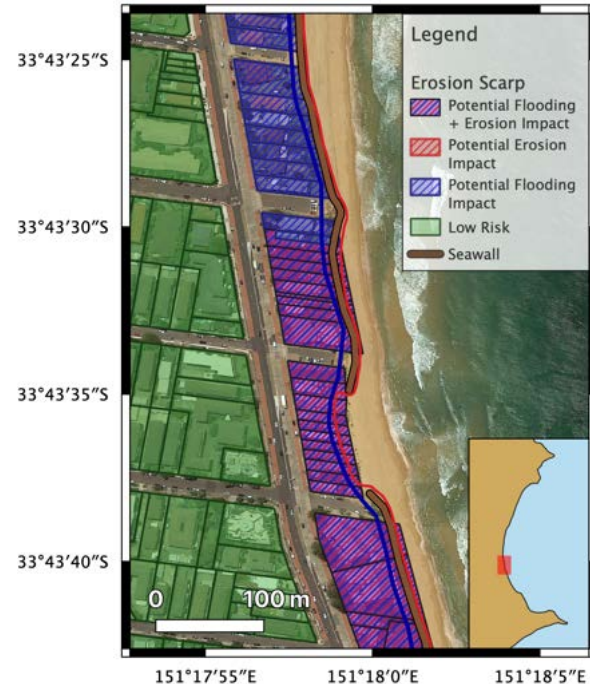 Legend
33°43′25″S
Erosion Scarp
Potential Flooding
+ Erosion Impact
Potential Erosion
Impact
Potential Flooding
Impact
33°43′30″S
Low Risk
Seawall
33°43′35″S
33°43′40″S
0 100 m
151°17′55″E 151°18′0″E 151°18′5″E